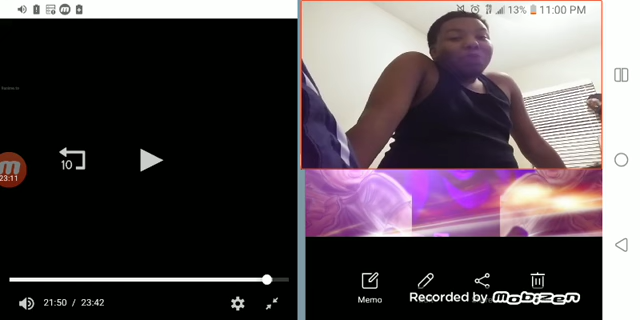 13% 11:00 PM
10
23:11
21:50 / 23:42
Memo
Recorded by mobizen